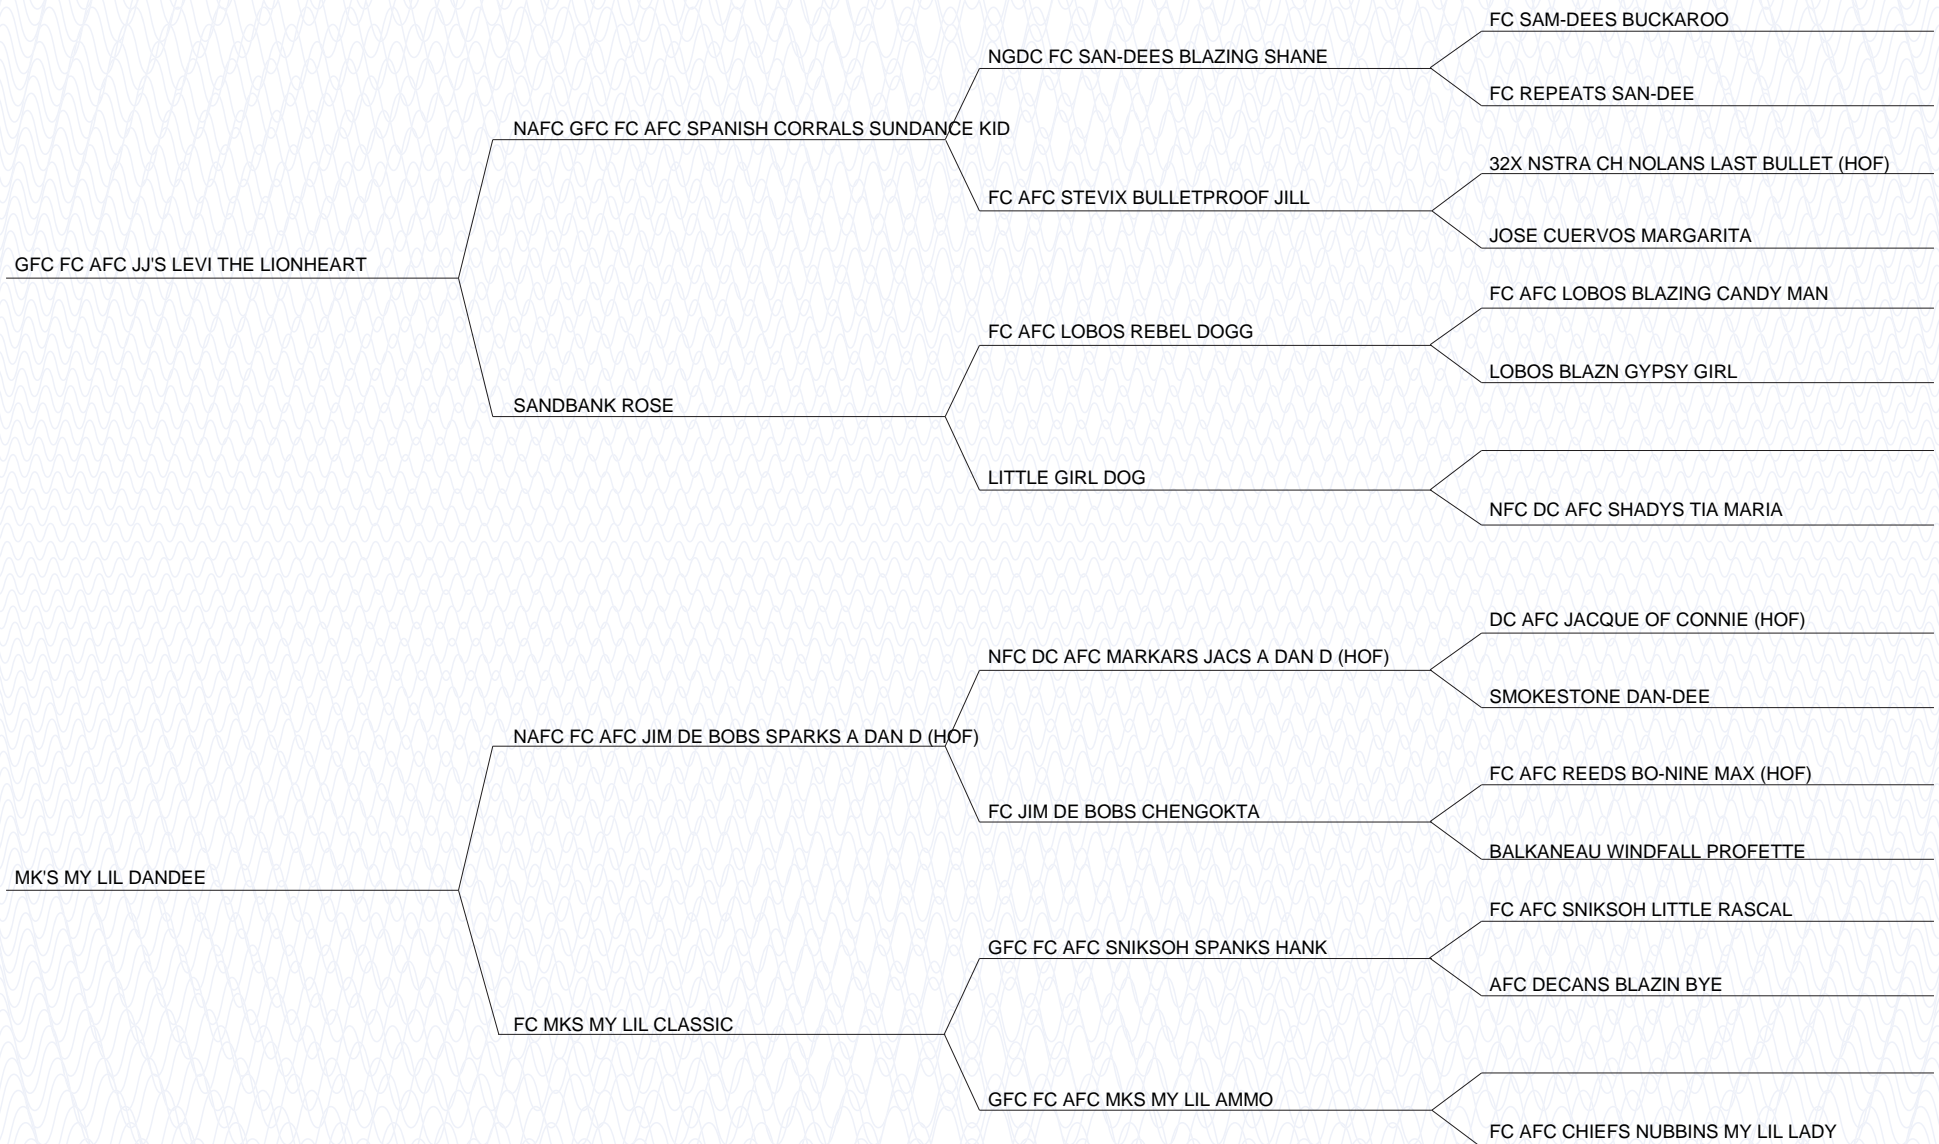 FC SAM-DEES BUCKAROO
NGDC FC SAN-DEES BLAZING SHANE
FC REPEATS SAN-DEE
NAFC GFC FC AFC SPANISH CORRALS SUNDANCE KID
32X NSTRA CH NOLANS LAST BULLET (HOF)
FC AFC STEVIX BULLETPROOF JILL
JOSE CUERVOS MARGARITA
GFC FC AFC JJ'S LEVI THE LIONHEART
FC AFC LOBOS BLAZING CANDY MAN
FC AFC LOBOS REBEL DOGG
LOBOS BLAZN GYPSY GIRL
SANDBANK ROSE
LITTLE GIRL DOG
NFC DC AFC SHADYS TIA MARIA
DC AFC JACQUE OF CONNIE (HOF)
NFC DC AFC MARKARS JACS A DAN D (HOF)
SMOKESTONE DAN-DEE
NAFC FC AFC JIM DE BOBS SPARKS A DAN D (HOF)
FC AFC REEDS BO-NINE MAX (HOF)
FC JIM DE BOBS CHENGOKTA
BALKANEAU WINDFALL PROFETTE
MK'S MY LIL DANDEE
FC AFC SNIKSOH LITTLE RASCAL
GFC FC AFC SNIKSOH SPANKS HANK
AFC DECANS BLAZIN BYE
FC MKS MY LIL CLASSIC
GFC FC AFC MKS MY LIL AMMO
FC AFC CHIEFS NUBBINS MY LIL LADY